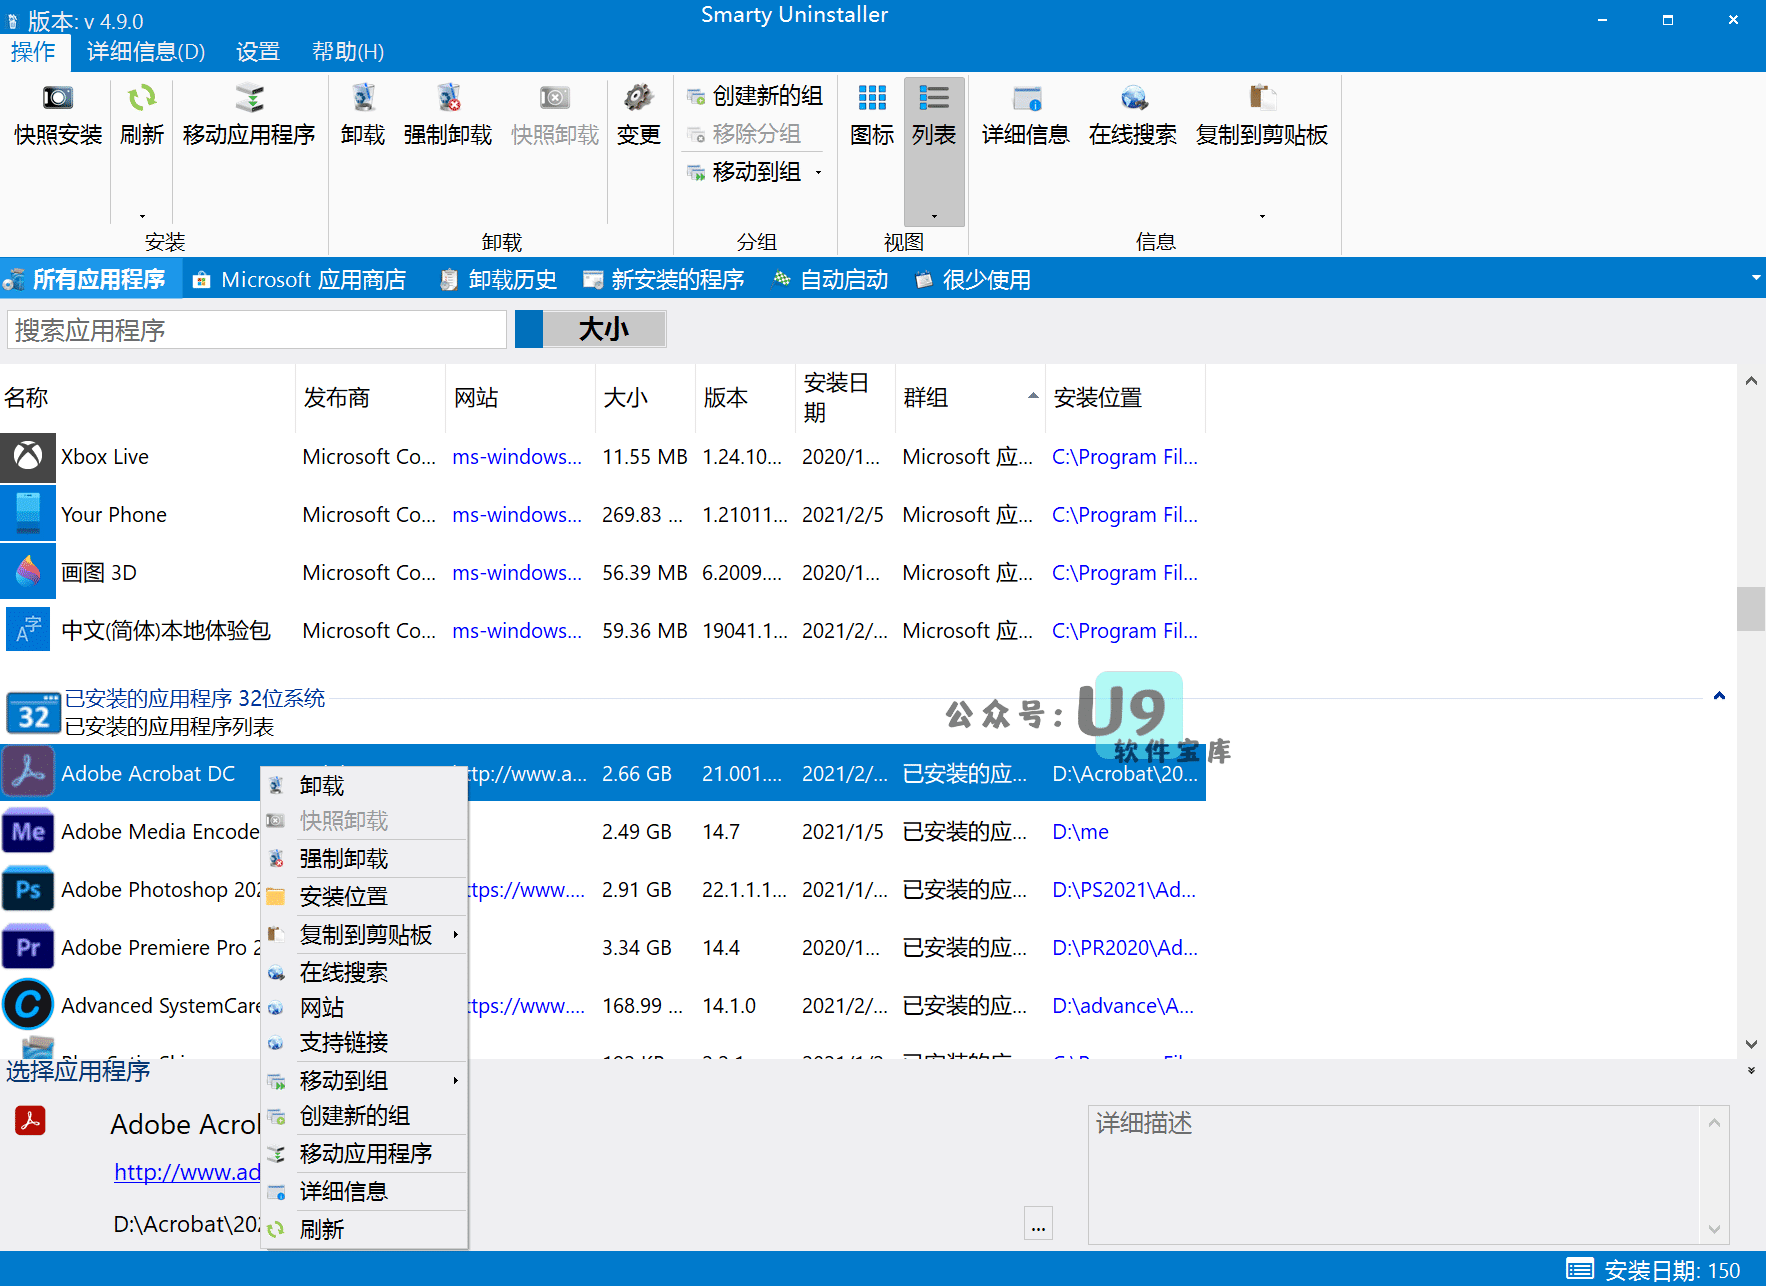 版本: v 4.9.0
Smarty Uninstaller
操作 详细信息(D) 设置 帮助(H)
快照安装 刷新 移动应用程序 卸载 强制卸载 快照卸载 变更 创建新的组 图标 列表 详细信息 在线搜索 复制到剪贴板
移除分组
移动到组
安装 卸载 分组 视图 信息
所有应用程序 Microsoft 应用商店 卸载历史 新安装的程序 自动启动 很少使用
搜索应用程序 大小
名称 发布商 网站 大小 版本 安装日期 群组 安装位置
Xbox Live Microsoft Co... ms-windows... 11.55 MB 1.24.10... 2020/1... Microsoft 应... C:\Program Fil...
Your Phone Microsoft Co... ms-windows... 269.83 ... 1.21011... 2021/2/5 Microsoft 应... C:\Program Fil...
画图 3D Microsoft Co... ms-windows... 56.39 MB 6.2009.... 2020/1... Microsoft 应... C:\Program Fil...
A字 中文(简体)本地体验包 Microsoft Co... ms-windows... 59.36 MB 19041.1... 2021/2/... Microsoft 应... C:\Program Fil...
32 已安装的应用程序 32位系统
已安装的应用程序列表
公众号: U9
软件宝库
Adobe Acrobat DC tp://www.a... 2.66 GB 21.001.... 2021/2/... 已安装的应... D:\Acrobat\20...
Me Adobe Media Encode 2.49 GB 14.7 2021/1/5 已安装的应... D:\me
Ps Adobe Photoshop 202 ttps://www.... 2.91 GB 22.1.1.1... 2021/1/... 已安装的应... D:\PS2021\Ad...
Pr Adobe Premiere Pro 2 3.34 GB 14.4 2020/1... 已安装的应... D:\PR2020\Ad...
C Advanced SystemCare ttps://www.... 168.99 ... 14.1.0 2021/2/... 已安装的应... D:\advance\A...
卸载
快照卸载
强制卸载
安装位置
复制到剪贴板
在线搜索
网站
支持链接
移动到组
创建新的组
移动应用程序
详细信息
刷新
选择应用程序
Adobe Acro
http://www.ad
D:\Acrobat\202
...
详细描述
安装日期: 150